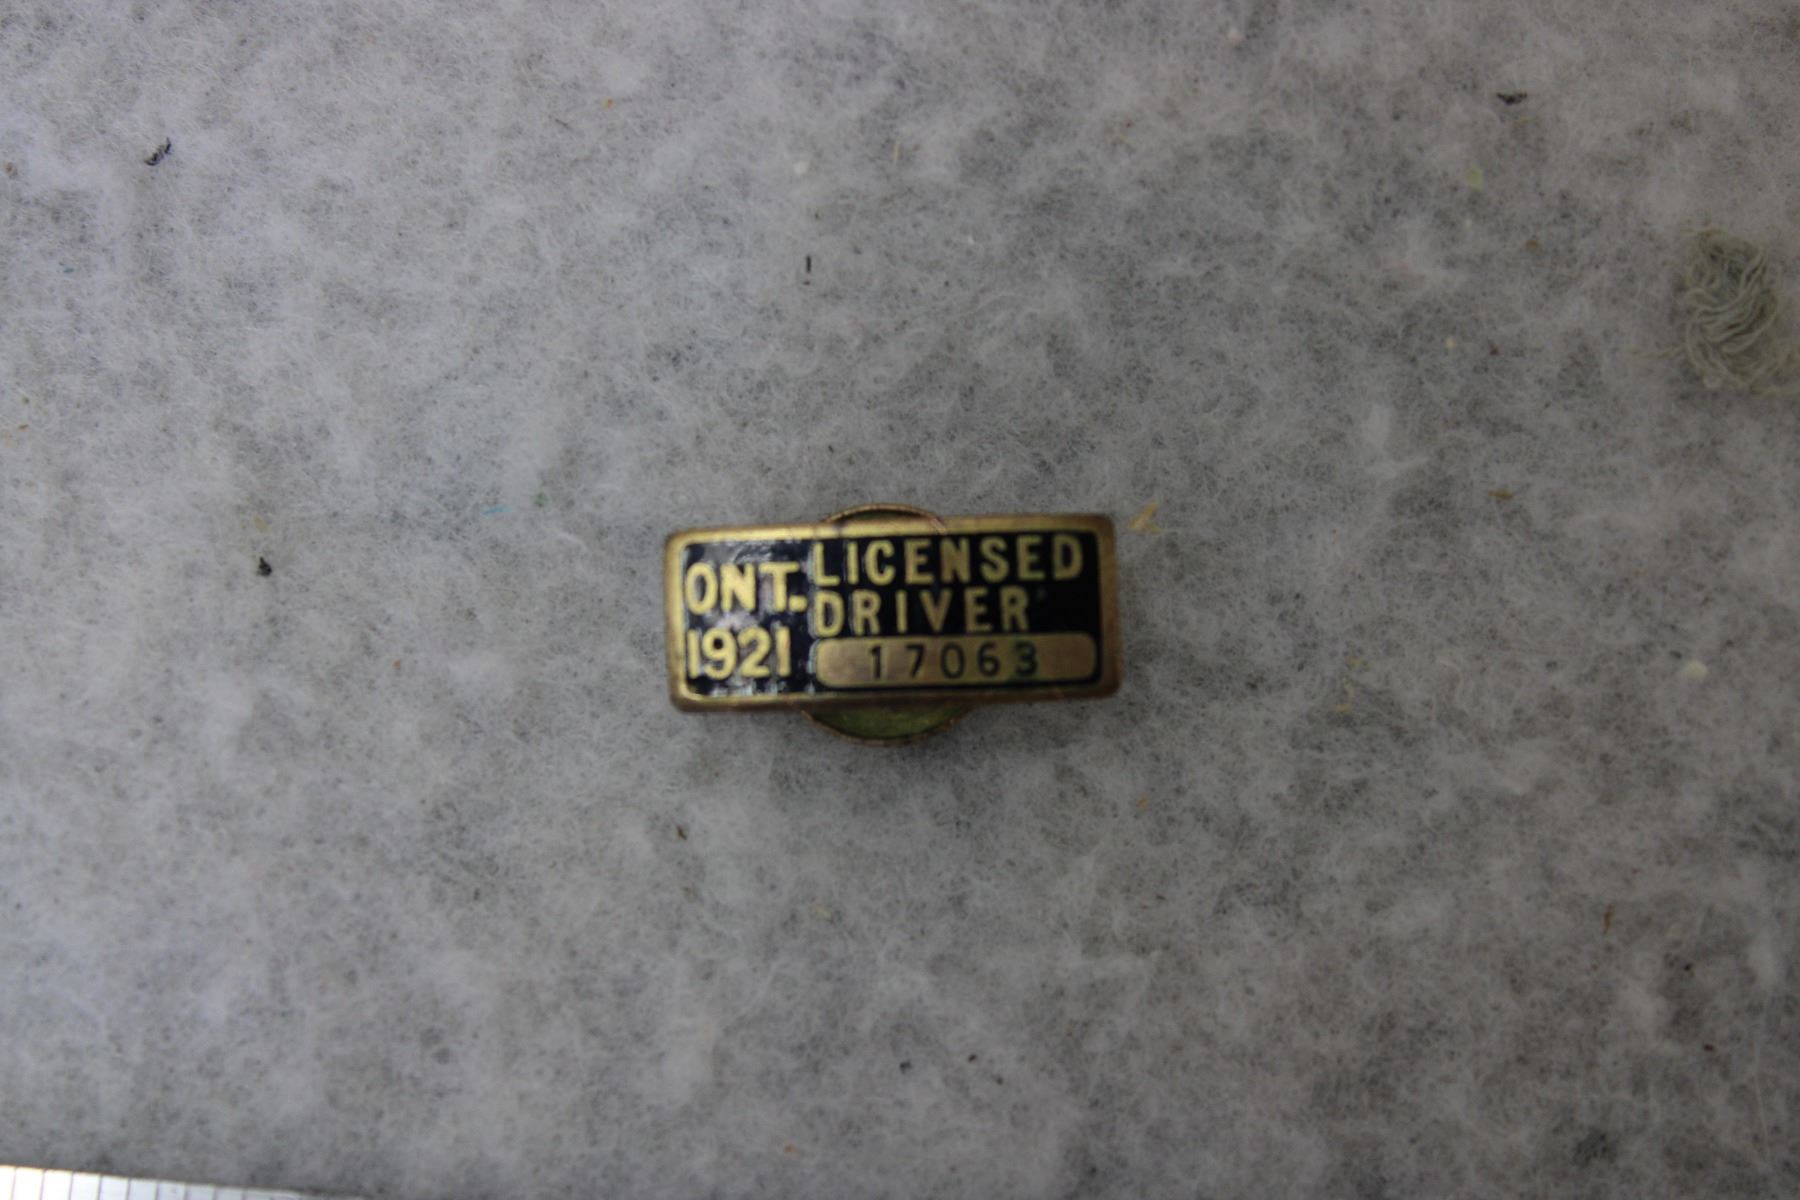 ONT.
1921
LICENSED
DRIVER
17063